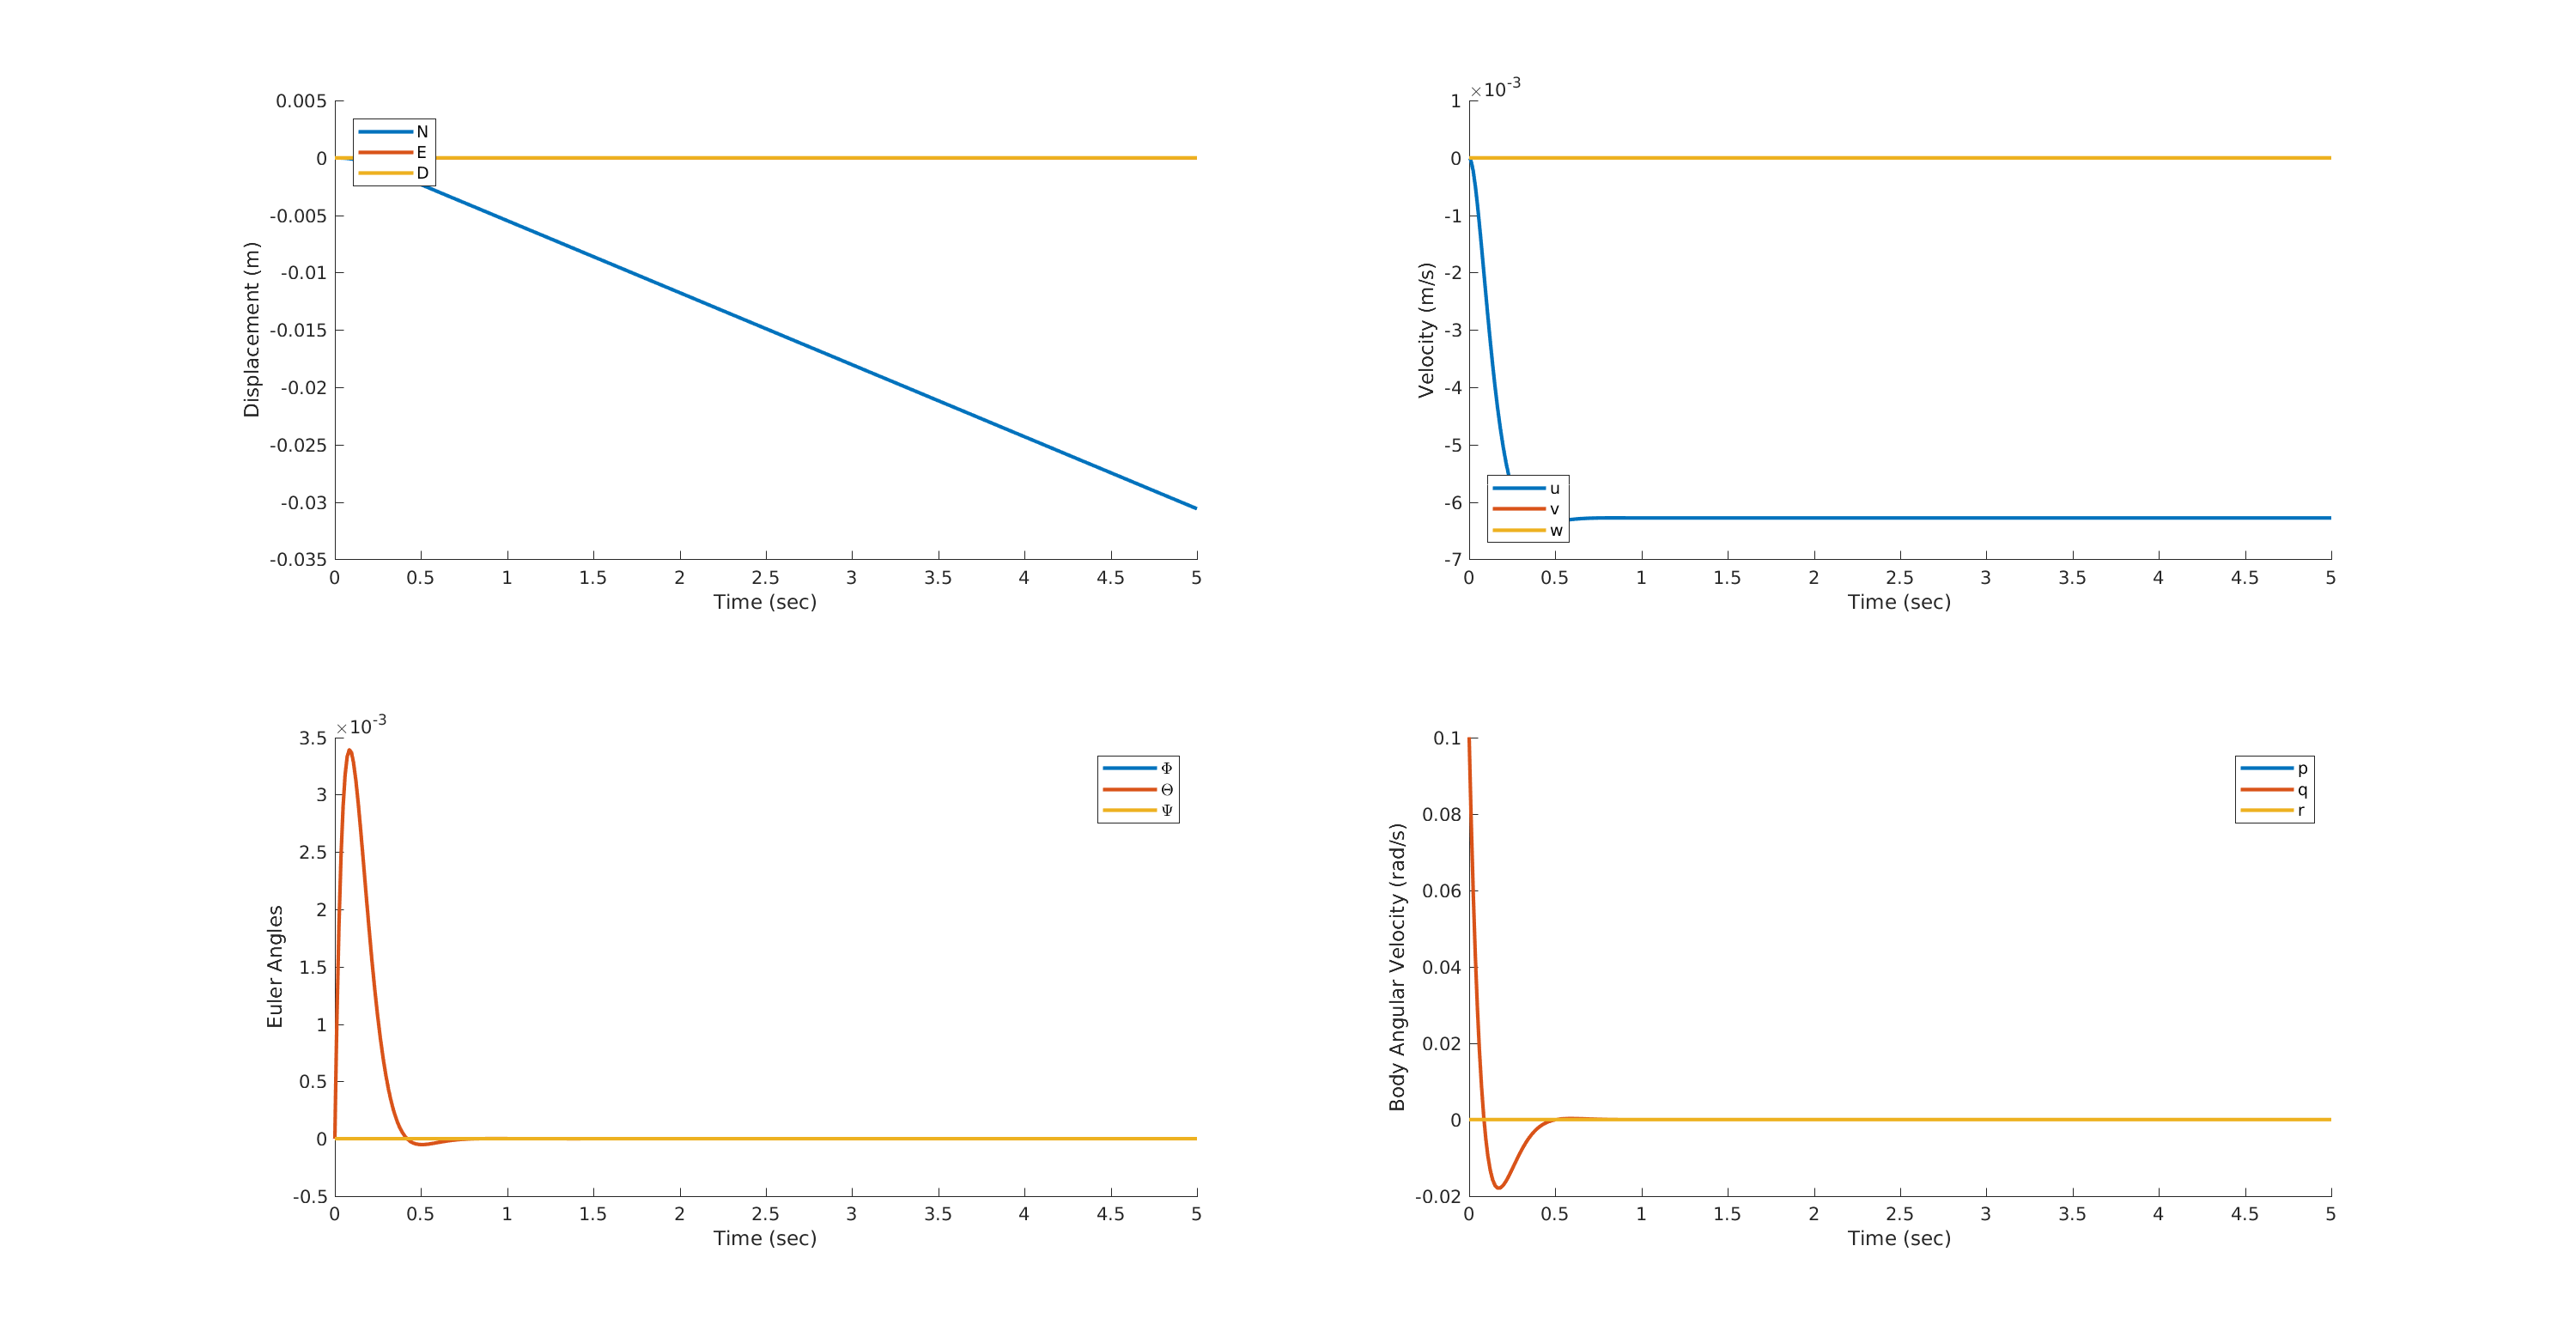 0.005
0
-0.005
-0.01
-0.015
-0.02
-0.025
-0.03
-0.035
Displacement (m)
N
E
D
0 0.5 1 1.5 2 2.5 3 3.5 4 4.5 5
Time (sec)
×10-3
1
0
-1
-2
-3
-4
-5
-6
-7
Velocity (m/s)
u
v
w
0 0.5 1 1.5 2 2.5 3 3.5 4 4.5 5
Time (sec)
×10-3
3.5
3
2.5
2
1.5
1
0.5
0
-0.5
Euler Angles
Φ
Θ
Ψ
0 0.5 1 1.5 2 2.5 3 3.5 4 4.5 5
Time (sec)
0.1
0.08
0.06
0.04
0.02
0
-0.02
Body Angular Velocity (rad/s)
p
q
r
0 0.5 1 1.5 2 2.5 3 3.5 4 4.5 5
Time (sec)